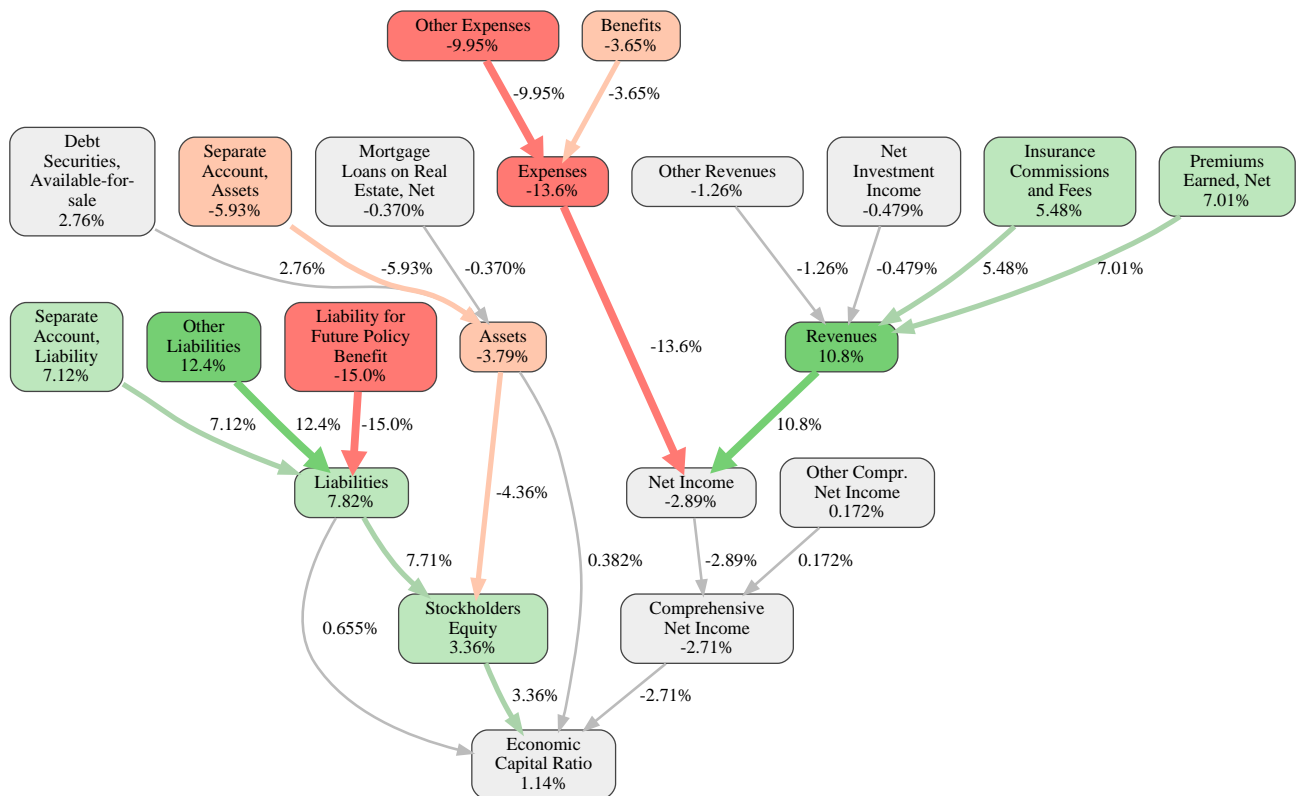 Other Expenses
-9.95%
Benefits
-3.65%
-9.95%
-3.65%
Debt
Securities,
Available-for-
sale
2.76%
Separate
Account,
Assets
-5.93%
Mortgage
Loans on Real
Estate, Net
-0.370%
Expenses
-13.6%
Other Revenues
-1.26%
Net
Investment
Income
-0.479%
Insurance
Commissions
and Fees
5.48%
Premiums
Earned, Net
7.01%
2.76%
-5.93%
-0.370%
-1.26%
-0.479%
5.48%
7.01%
Separate
Account,
Liability
7.12%
Other
Liabilities
12.4%
Liability for
Future Policy
Benefit
-15.0%
Assets
-3.79%
-13.6%
Revenues
10.8%
7.12%
12.4%
-15.0%
10.8%
Liabilities
7.82%
-4.36%
Net Income
-2.89%
Other Compr.
Net Income
0.172%
7.71%
0.382%
-2.89%
0.172%
0.655%
Stockholders
Equity
3.36%
Comprehensive
Net Income
-2.71%
3.36%
-2.71%
Economic
Capital Ratio
1.14%